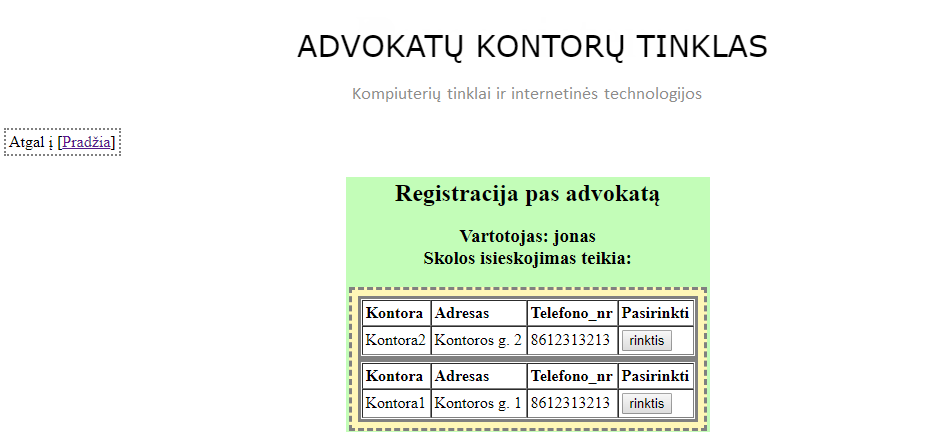 ADVOKATŲ KONTORŲ TINKLAS
Kompiuterių tinklai ir internetinės technologijos
Atgal į [Pradžia]
Registracija pas advokatą
Vartotojas: jonas
Skolos isieskojimas teikia:
Kontora Adresas Telefono_nr Pasirinkti
Kontora2 Kontoros g. 2 8612313213 rinktis
Kontora Adresas Telefono_nr Pasirinkti
Kontora1 Kontoros g. 1 8612313213 rinktis